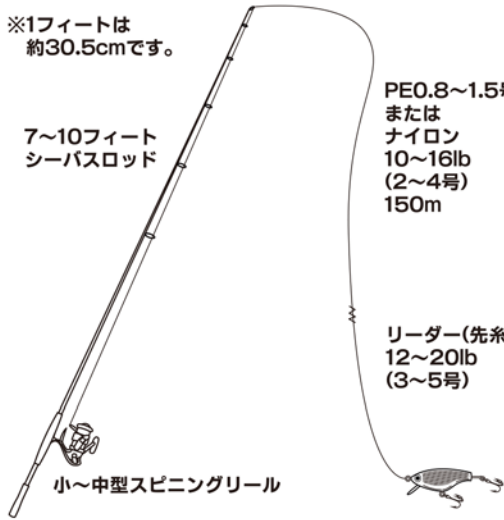 ※1フィートは
約30.5cmです。
7~10フィート
シーバスロッド
PE0.8~1.5号
または
ナイロン
10~16lb
(2~4号)
150m
リーダー(先糸
12~20lb
(3~5号)
小~中型スピニングリール